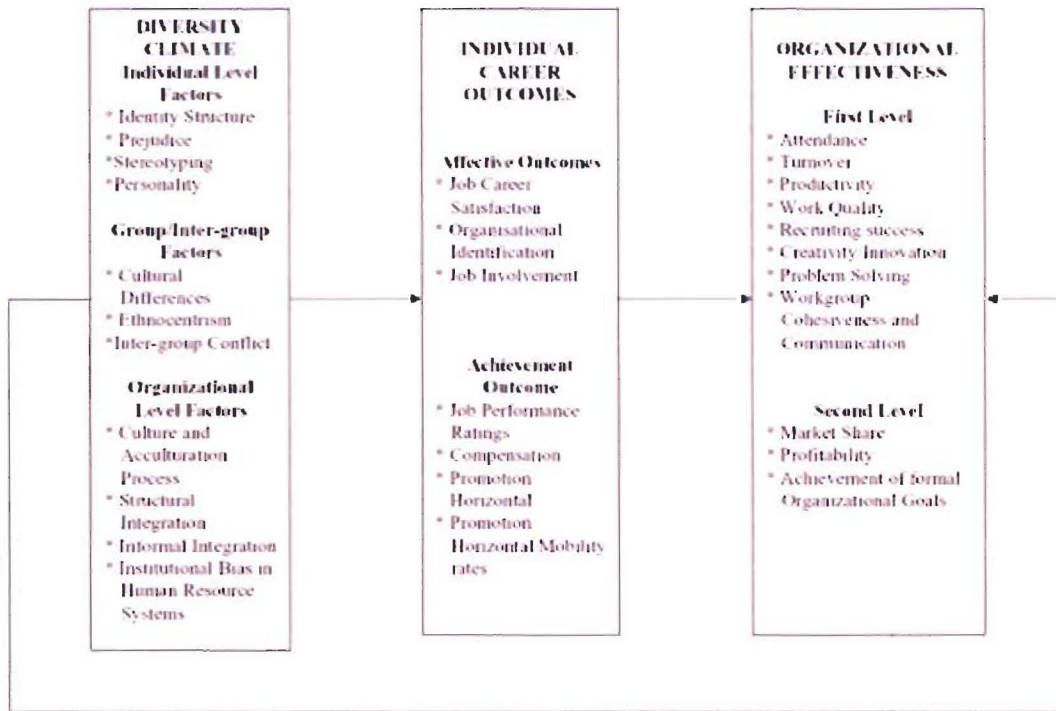 DIVERSITY
CLIMATE
Individual Level
Factors
* Identity Structure
* Prejudice
*Stereotyping
*Personality
Group/Inter-group
Factors
* Cultural
Differences
* Ethnocentrism
*Inter-group Conflict
Organizational
Level Factors
* Culture and
Acculturation
Process
* Structural
Integration
* Informal Integration
* Institutional Bias in
Human Resource
Systems
INDIVIDUAL
CAREER
OUTCOMES
Affective Outcomes
* Job Career
Satisfaction
* Organisational
Identification
* Job Involvement
Achievement
Outcome
* Job Performance
Ratings
* Compensation
* Promotion
Horizontal
* Promotion
Horizontal Mobility
rates
ORGANIZATIONAL
EFFECTIVENESS
First Level
* Attendance
* Turnover
* Productivity
* Work Quality
* Recruiting success
* Creativity Innovation
* Problem Solving
* Workgroup
Cohesiveness and
Communication
Second Level
* Market Share
* Profitability
* Achievement of formal
Organizational Goals